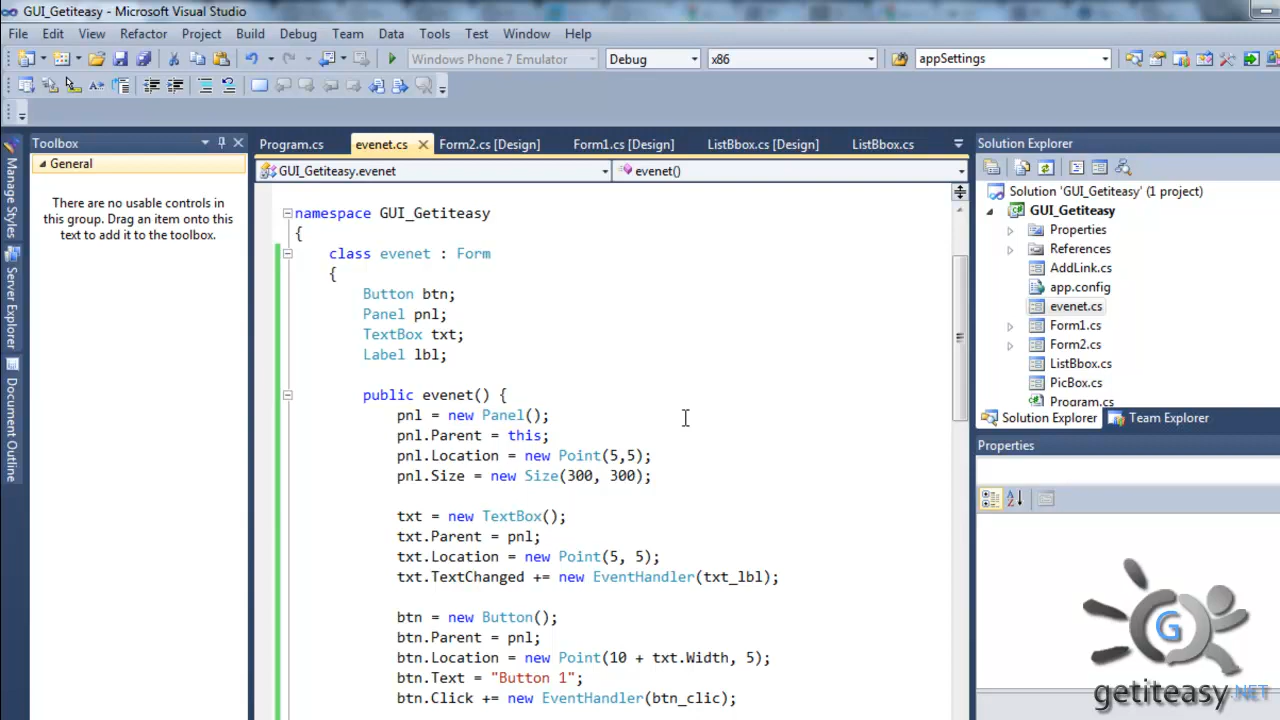 GUI_Getiteasy - Microsoft Visual Studio
File Edit View Refactor Project Build Debug Team Data Tools Test Window Help
Windows Phone 7 Emulator Debug x86 appSettings
Toolbox
General
There are no usable controls in this group. Drag an item onto this text to add it to the toolbox.
Manage Styles
Server Explorer
Document Outline
Program.cs evenet.cs Form2.cs [Design] Form1.cs [Design] ListBbox.cs [Design] ListBbox.cs
GUI_Getiteasy.evenet evenet()
namespace GUI_Getiteasy
{
class evenet : Form
{
Button btn;
Panel pnl;
TextBox txt;
Label lbl;
public evenet() {
pnl = new Panel();
pnl.Parent = this;
pnl.Location = new Point(5,5);
pnl.Size = new Size(300, 300);
txt = new TextBox();
txt.Parent = pnl;
txt.Location = new Point(5, 5);
txt.TextChanged += new EventHandler(txt_lbl);
btn = new Button();
btn.Parent = pnl;
btn.Location = new Point(10 + txt.Width, 5);
btn.Text = "Button 1";
btn.Click += new EventHandler(btn_clic);
Solution Explorer
Solution 'GUI_Getiteasy' (1 project)
GUI_Getiteasy
Properties
References
AddLink.cs
app.config
evenet.cs
Form1.cs
Form2.cs
ListBbox.cs
PicBox.cs
Program.cs
Solution Explorer Team Explorer
Properties
G
getiteasy.NET